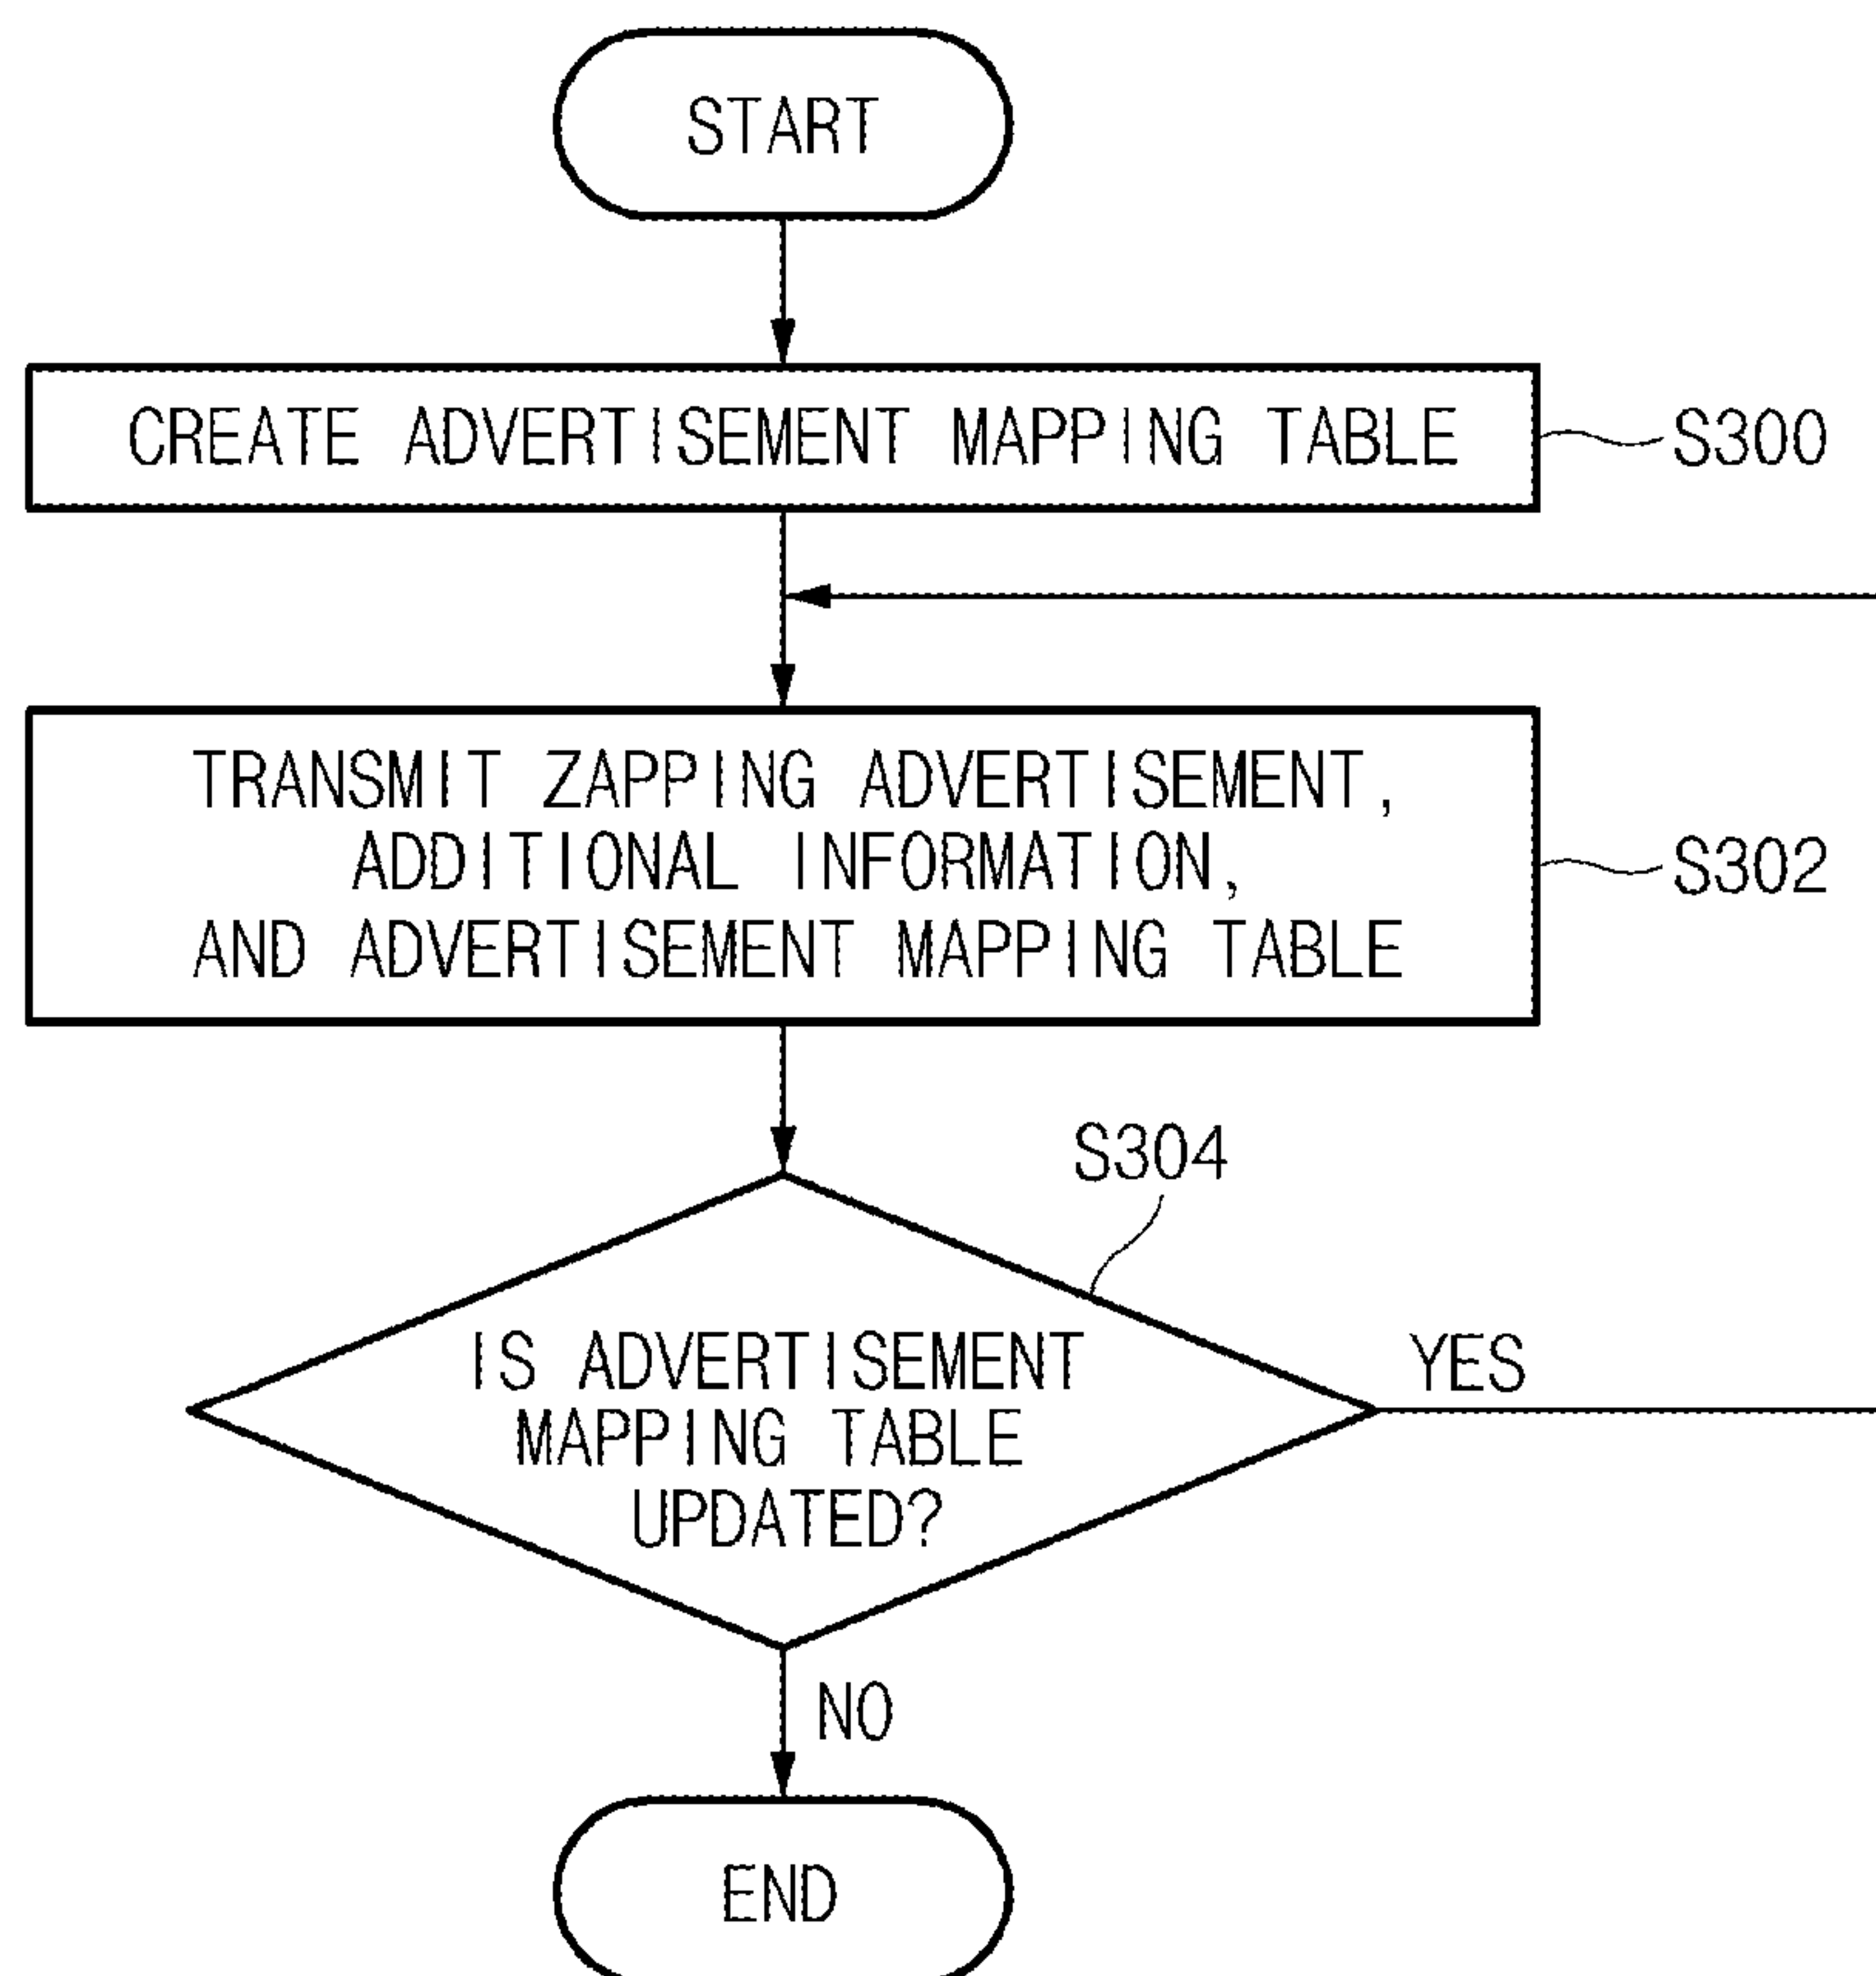 START
CREATE ADVERTISEMENT MAPPING TABLE
S300
TRANSMIT ZAPPING ADVERTISEMENT,
ADDITIONAL INFORMATION,
AND ADVERTISEMENT MAPPING TABLE
S302
S304
IS ADVERTISEMENT
MAPPING TABLE
UPDATED?
YES
NO
END